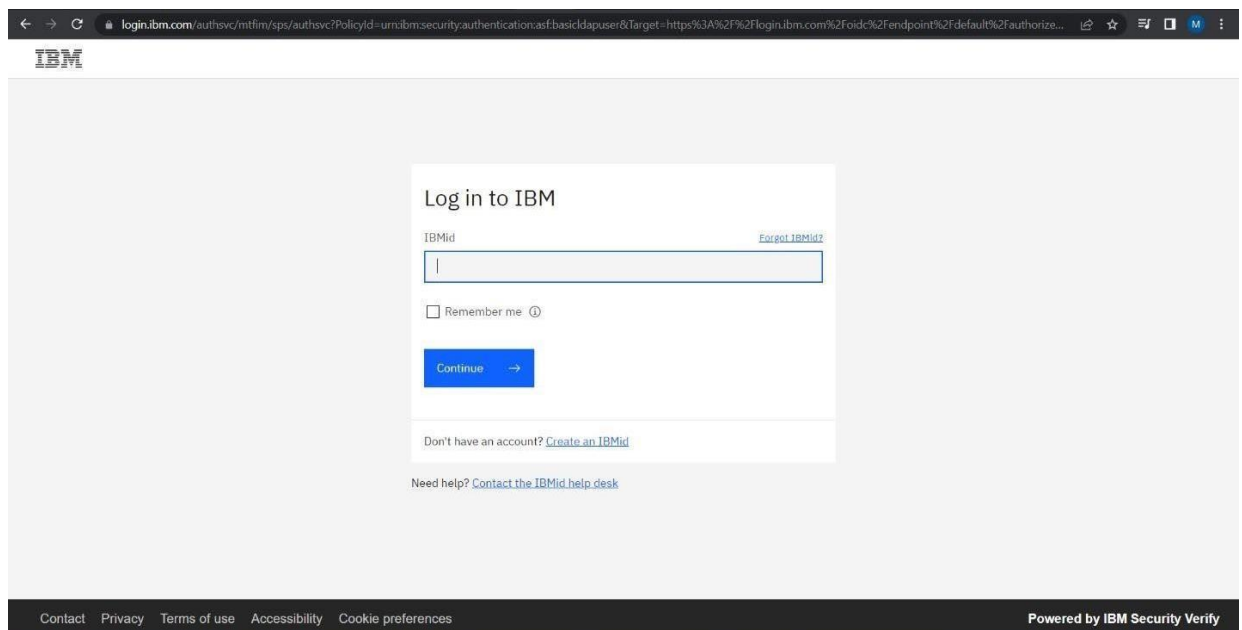 login.ibm.com/authsvc/mtfim/sps/authsvc?PolicyId=urn:ibm:security:authentication:asf:basicldapuser&Target=https%3A%2F%2Flogin.ibm.com%2Foidc%2Fendpoint%2Fdefault%2Fauthorize...
M
IBM
Log in to IBM
IBMid Forgot IBMid?
Remember me
Continue →
Don't have an account? Create an IBMid
Need help? Contact the IBMid help desk
Contact Privacy Terms of use Accessibility Cookie preferences Powered by IBM Security Verify